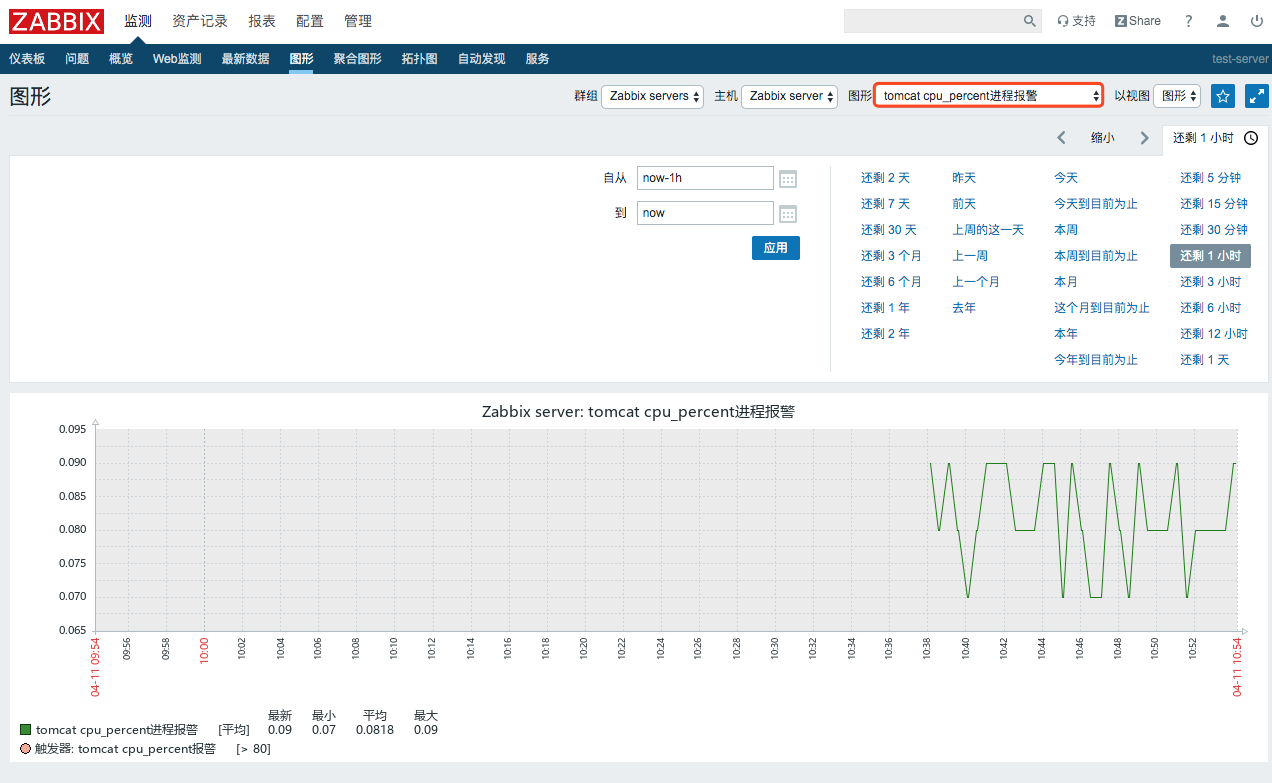 ZABBIX 监测 资产记录 报表 配置 管理 支持 Z Share ?
仪表板 问题 概览 Web监测 最新数据 图形 聚合图形 拓扑图 自动发现 服务 test-server
图形 群组 Zabbix servers 主机 Zabbix server 图形 tomcat cpu_percent进程报警 以视图 图形
缩小 还剩 1 小时
自从 now-1h
到 now
应用
还剩 2 天 昨天 今天 还剩 5 分钟
还剩 7 天 前天 今天到目前为止 还剩 15 分钟
还剩 30 天 上周的这一天 本周 还剩 30 分钟
还剩 3 个月 上一周 本周到目前为止 还剩 1 小时
还剩 6 个月 上一个月 本月 还剩 3 小时
还剩 1 年 去年 这个月到目前为止 还剩 6 小时
还剩 2 年 本年 还剩 12 小时
今年到目前为止 还剩 1 天
Zabbix server: tomcat cpu_percent进程报警
0.095
0.090
0.085
0.080
0.075
0.070
0.065
04-11 09:54 09:56 09:58 10:00 10:02 10:04 10:06 10:08 10:10 10:12 10:14 10:16 10:18 10:20 10:22 10:24 10:26 10:28 10:30 10:32 10:34 10:36 10:38 10:40 10:42 10:44 10:46 10:48 10:50 10:52 04-11 10:54
最新 最小 平均 最大
tomcat cpu_percent进程报警 [平均] 0.09 0.07 0.0818 0.09
触发器: tomcat cpu_percent报警 [> 80]